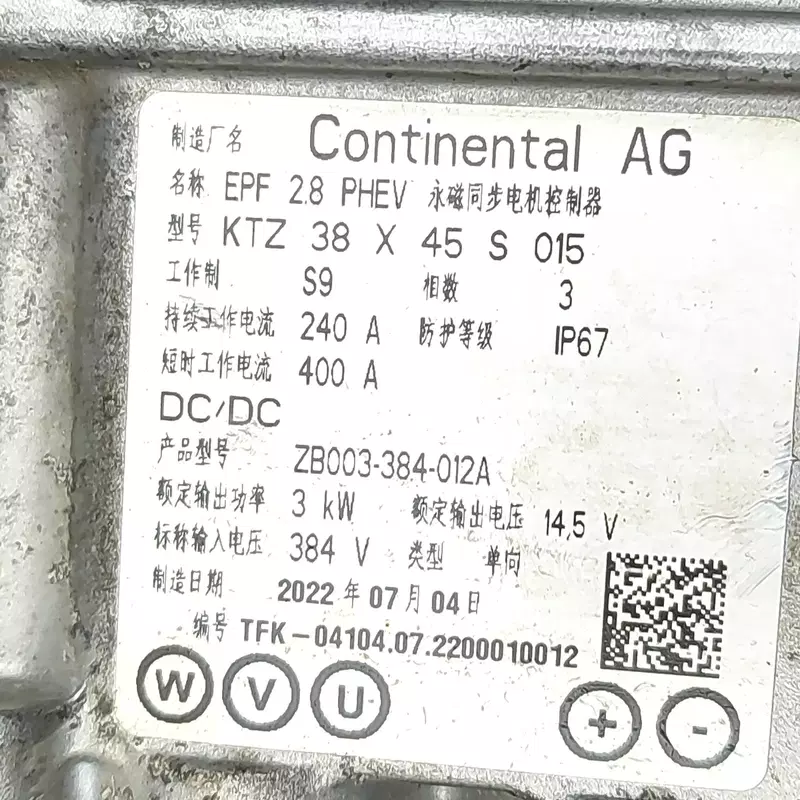 制造厂名 Continental AG
名称 EPF 2.8 PHEV 永磁同步电机控制器
型号 KTZ 38 X 45 S 015
工作制 S9 相数 3
持续工作电流 240 A 防护等级 IP67
短时工作电流 400 A
DC/DC
产品型号 ZB003-384-012A
额定输出功率 3 kW 额定输出电压 14,5 V
标称输入电压 384 V 类型 单向
制造日期 2022 年 07 月 04 日
编号 TFK-04104.07.2200010012
W V U + -